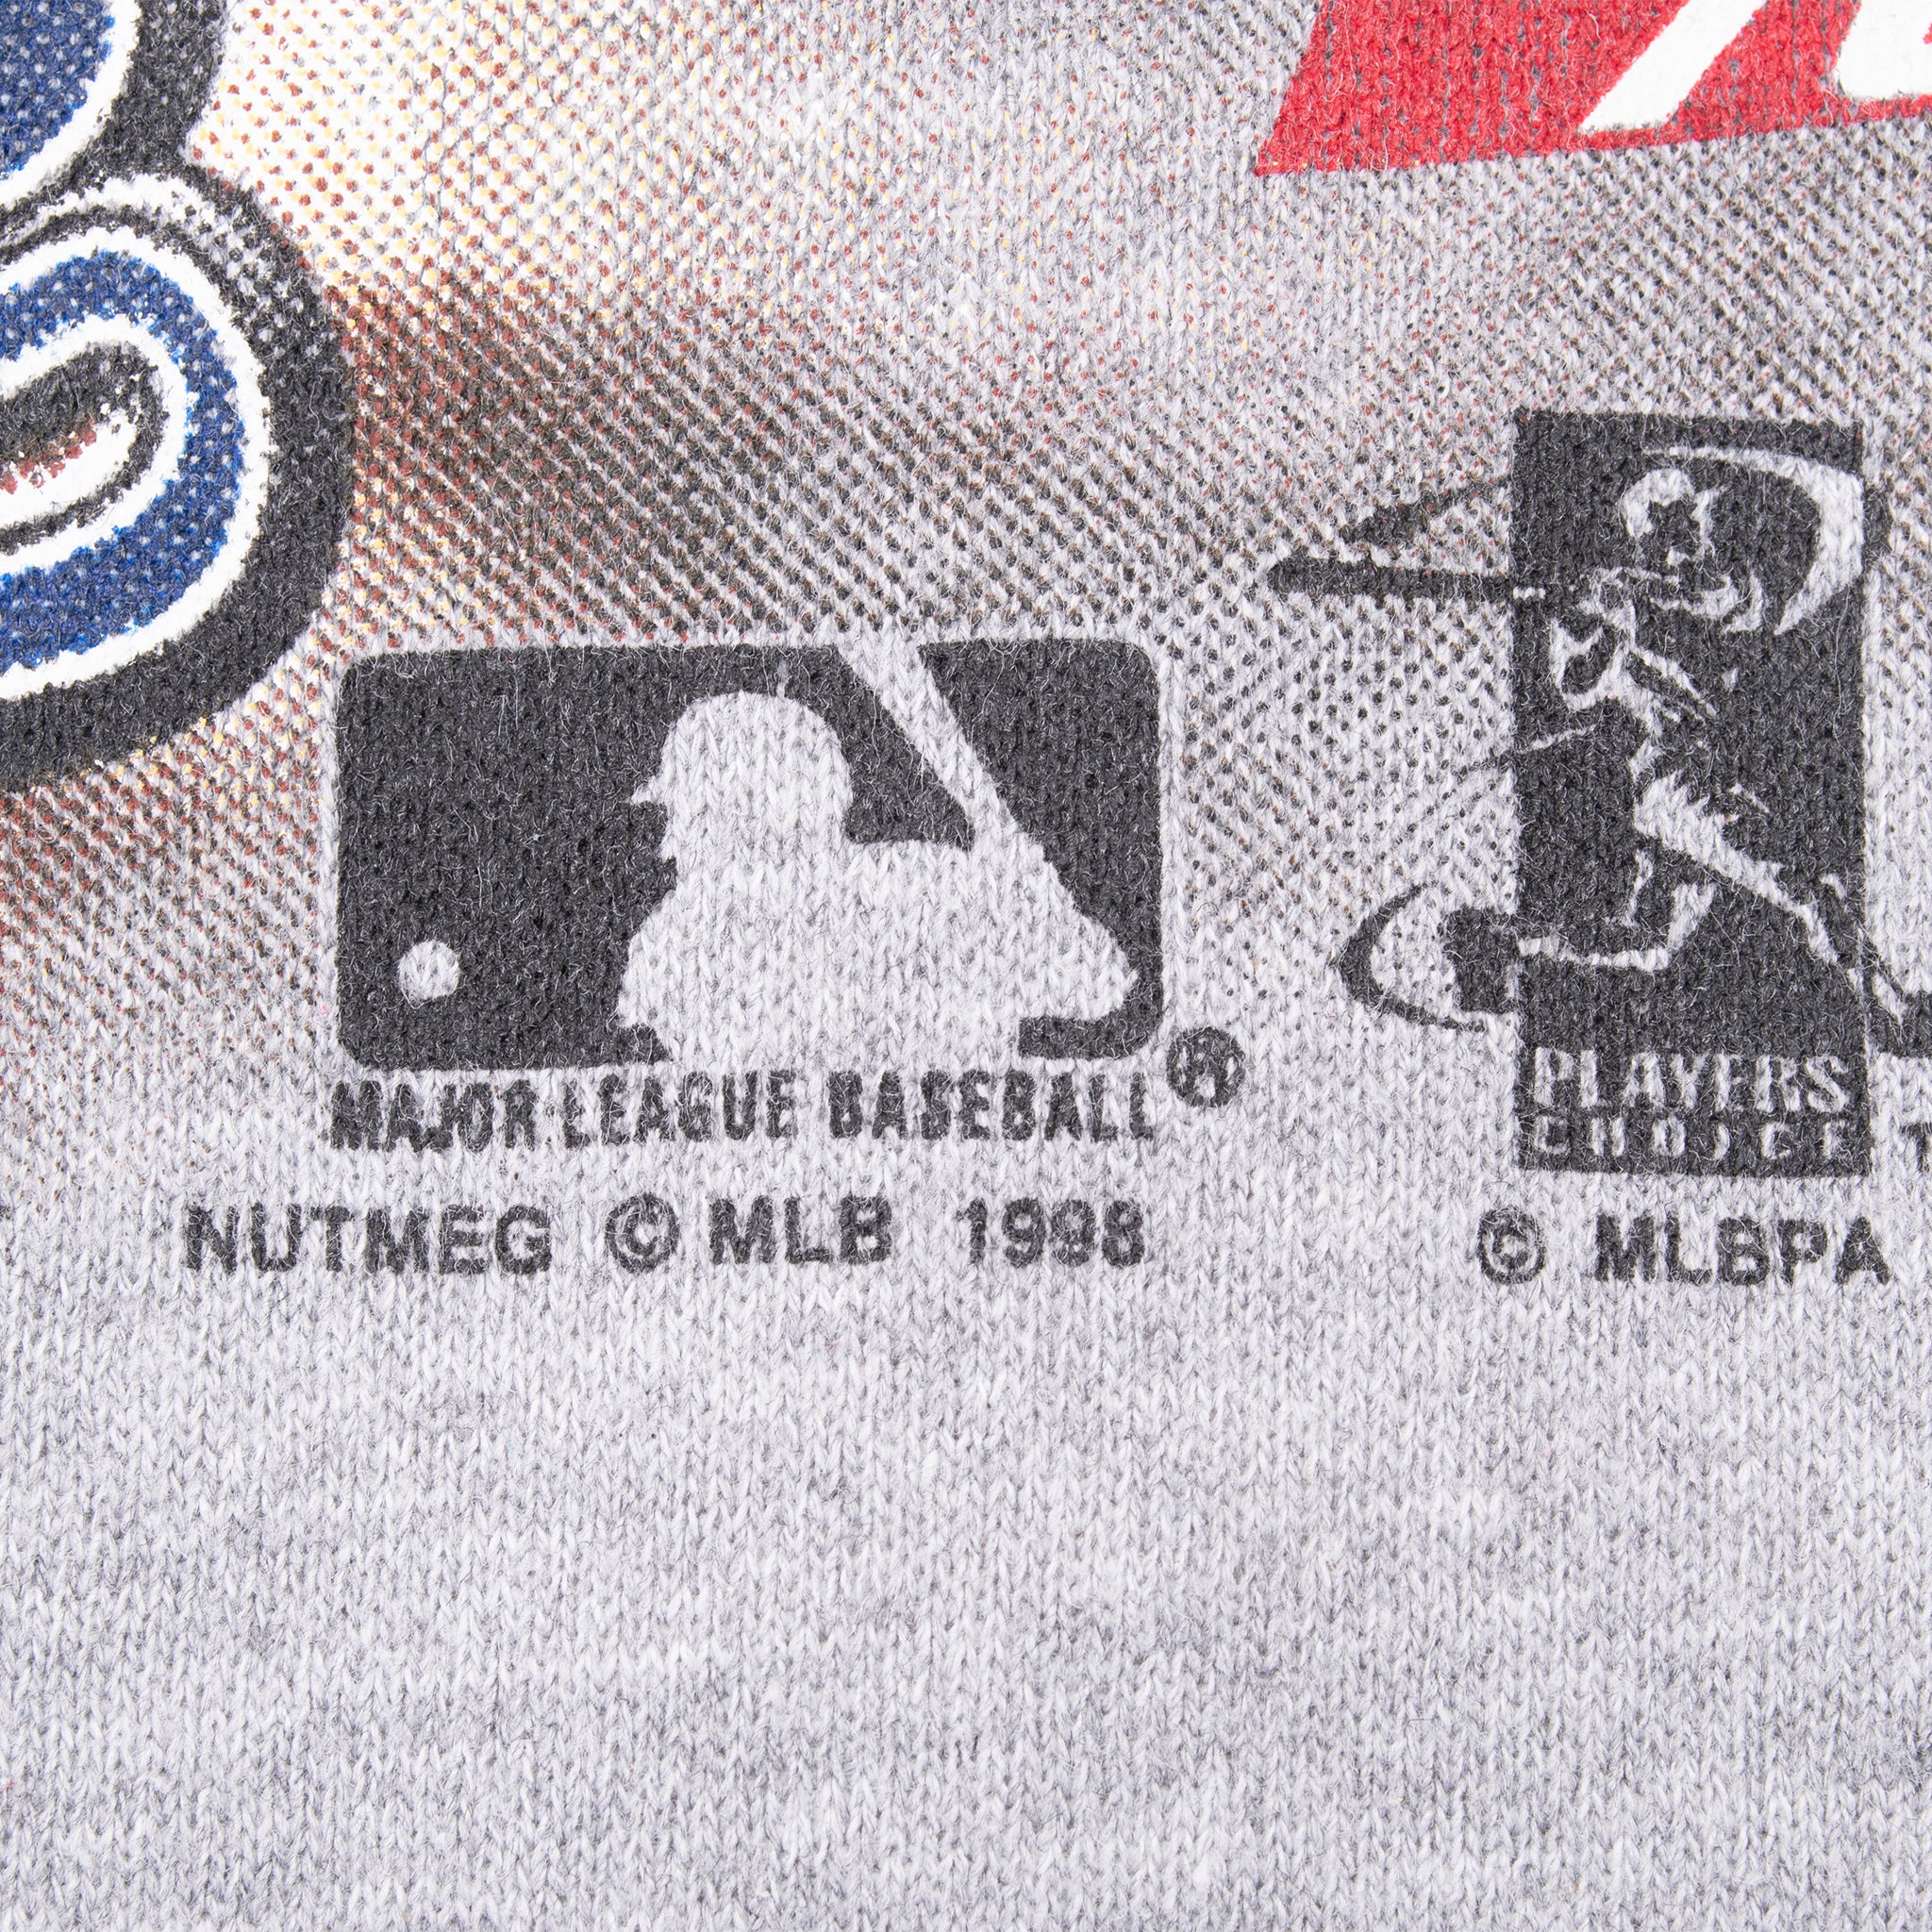 MAJOR LEAGUE BASEBALL®
NUTMEG © MLB 1998
PLAYERS
CHOICE
© MLBPA